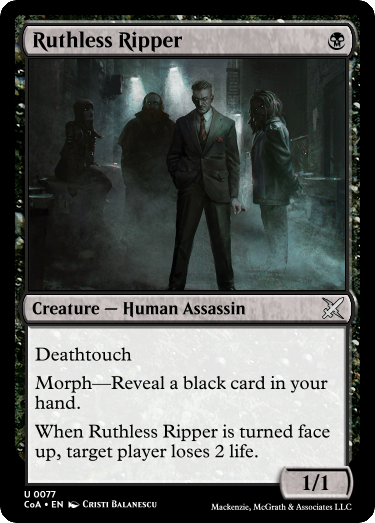 Ruthless Ripper
Creature — Human Assassin
Deathtouch
Morph—Reveal a black card in your
hand.
When Ruthless Ripper is turned face
up, target player loses 2 life.
1/1
U 0077
CoA • EN Cristi Balanescu
Mackenzie, McGrath & Associates LLC